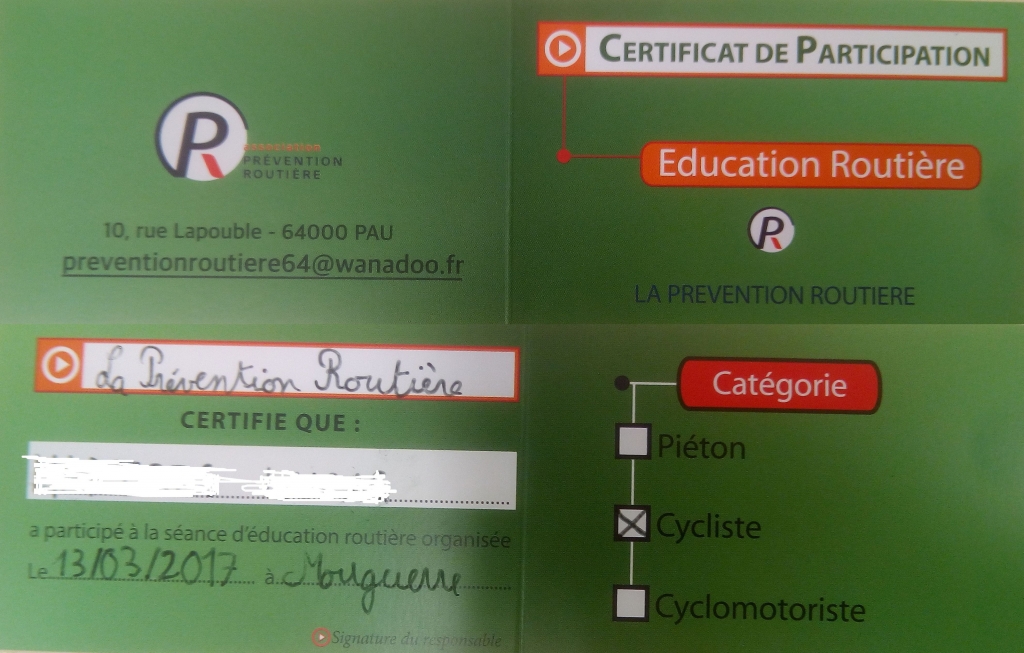 PR
association
PRÉVENTION
ROUTIÈRE
10, rue Lapouble - 64000 PAU
preventionroutiere64@wanadoo.fr
CERTIFICAT DE PARTICIPATION
Education Routière
PR
LA PREVENTION ROUTIERE
La Prévention Routière
CERTIFIE QUE :
a participé à la séance d'éducation routière organisée
Le 13/03/2017 à Mouguerre
Signature du responsable
Catégorie
Piéton
Cycliste
Cyclomotoriste